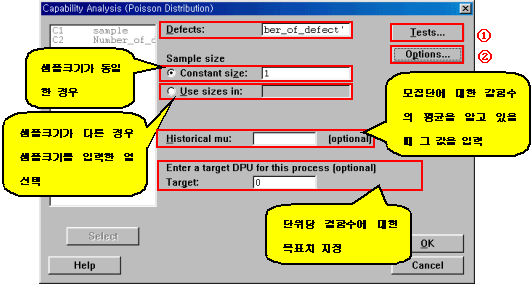 Capability Analysis (Poisson Distribution)
C1 sample
C2 Number_of_d
Defects: ber_of_defect'
Tests...
①
Options...
②
Sample size
Constant size: 1
Use sizes in:
샘플크기가 동일
한 경우
샘플크기가 다른 경우
샘플크기를 입력한 열
선택
모집단에 대한 결함수
의 평균을 알고 있을
때 그 값을 입력
Historical mu: (optional)
Enter a target DPU for this process (optional)
Target: 0
단위당 결함수에 대한
목표치 지정
Select
OK
Help
Cancel